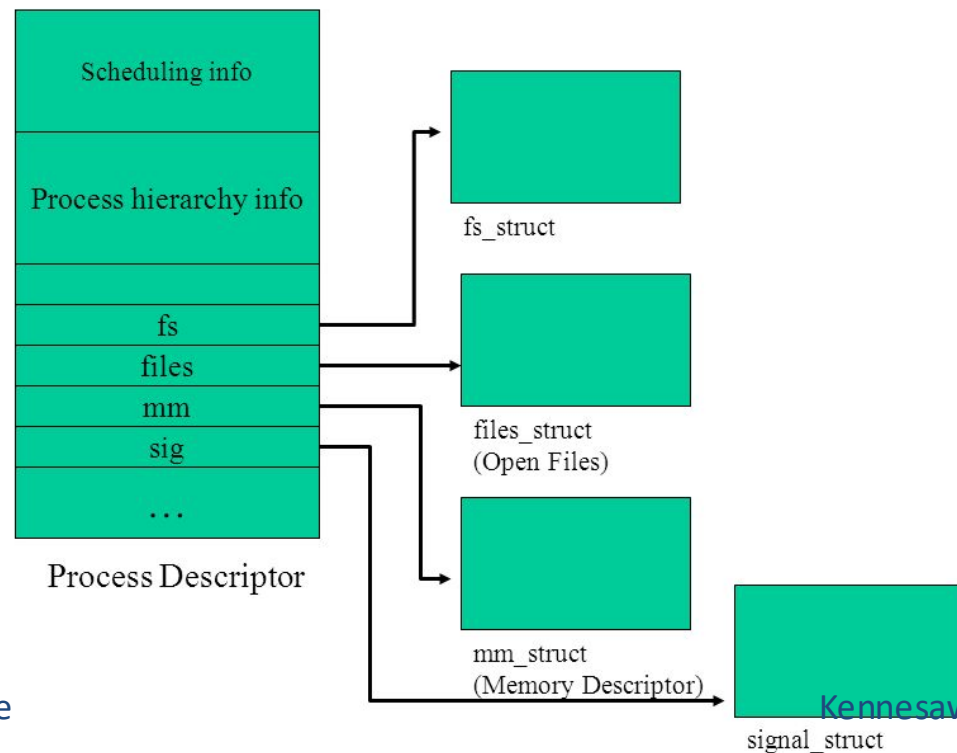 Scheduling info
Process hierarchy info
fs
files
mm
sig
...
Process Descriptor
fs_struct
files_struct
(Open Files)
mm_struct
(Memory Descriptor)
signal_struct